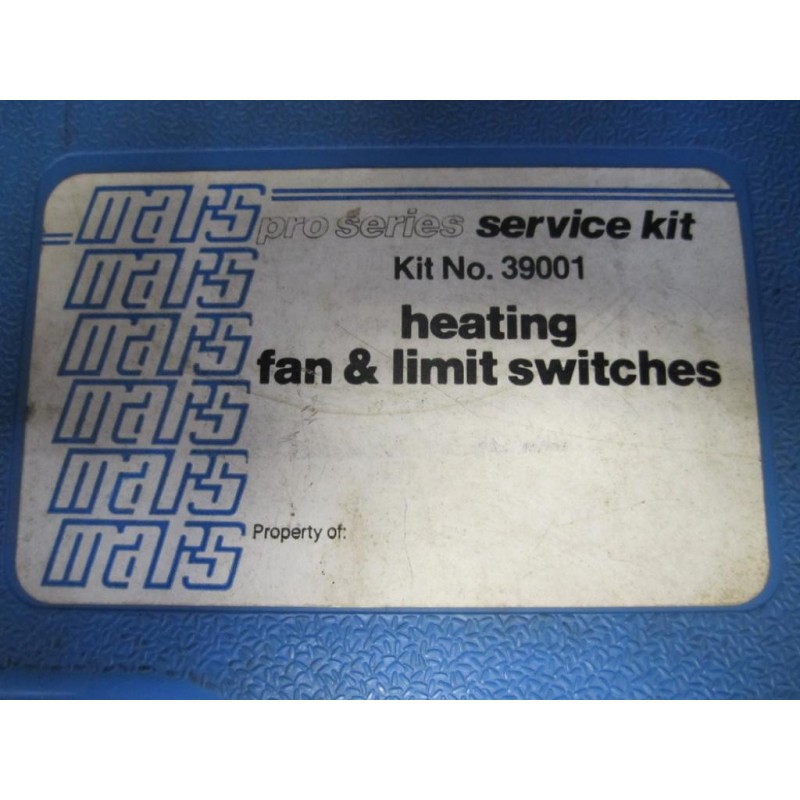 mars pro series service kit
mars
Kit No. 39001
mars
heating
mars
fan & limit switches
mars
mars
mars
Property of: